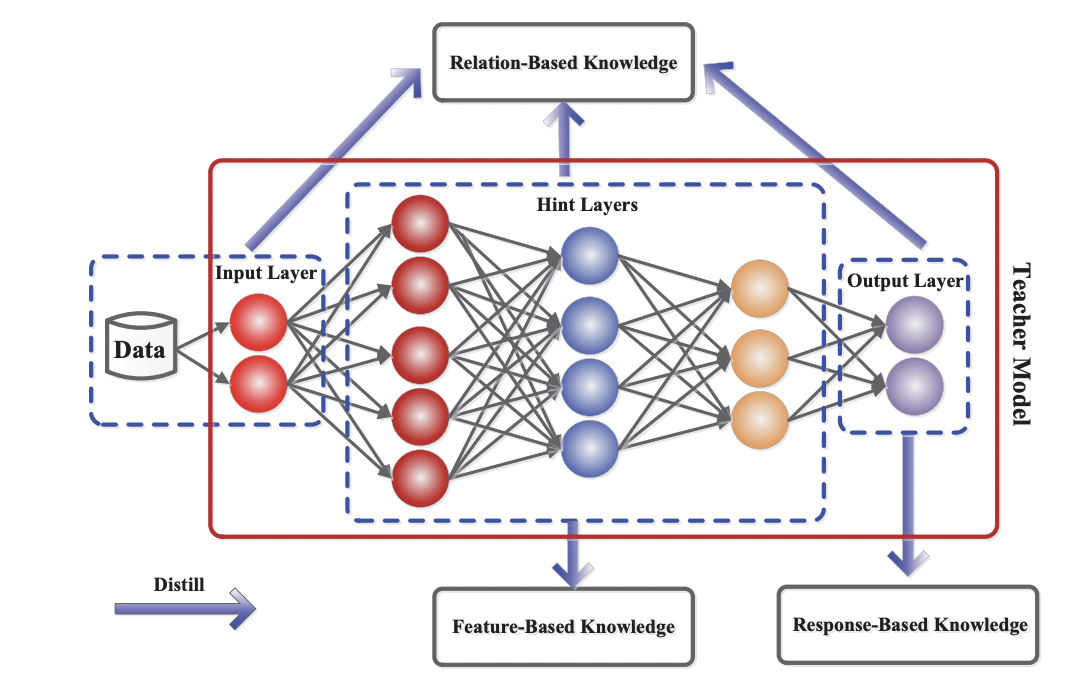 Relation-Based Knowledge
Hint Layers
Input Layer
Output Layer
Data
Teacher Model
Distill
Feature-Based Knowledge
Response-Based Knowledge